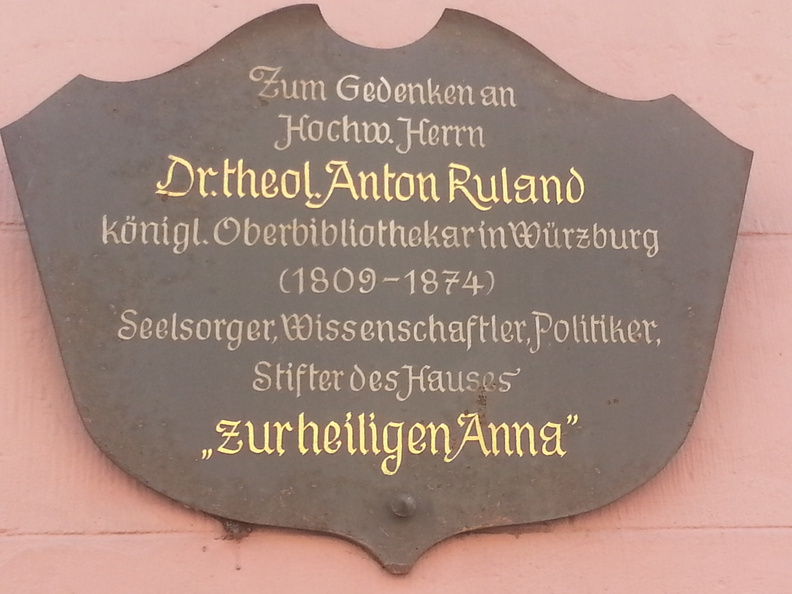 Zum Gedenken an
Hochw. Herrn
Dr. theol. Anton Ruland
königl. Oberbibliothekar in Würzburg
(1809-1874)
Seelsorger, Wissenschaftler, Politiker,
Stifter des Hauses
„zur heiligen Anna”